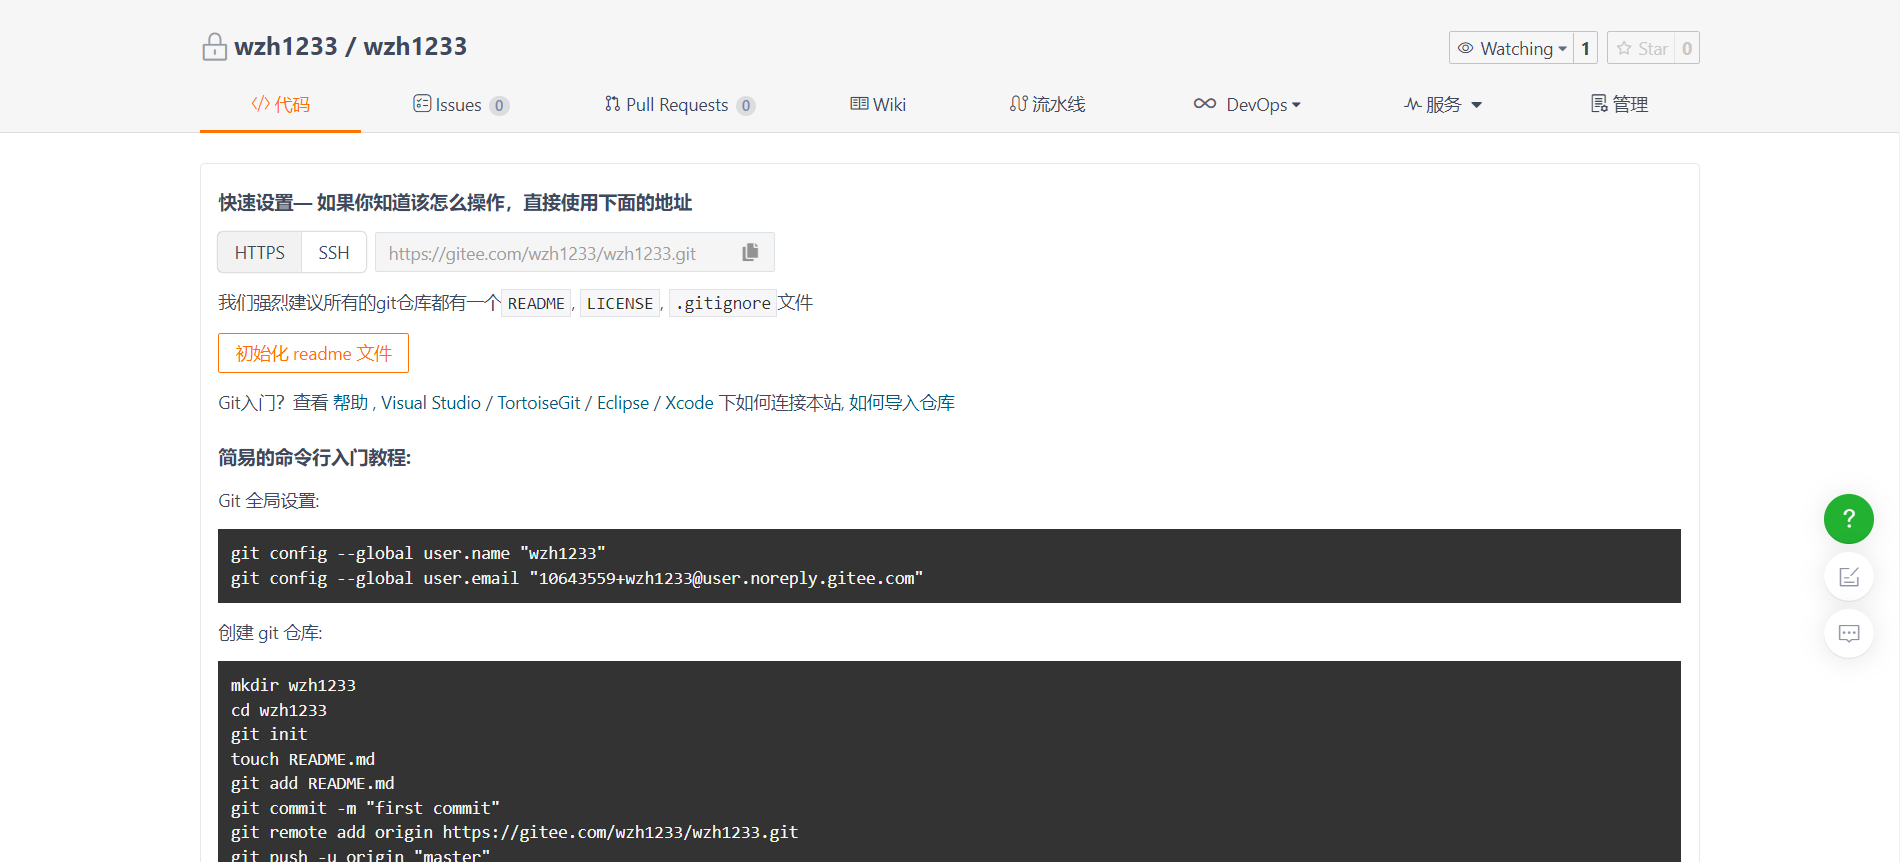 wzh1233 / wzh1233
Watching 1 Star 0
</> 代码 Issues 0 Pull Requests 0 Wiki 流水线 DevOps 服务 管理
快速设置— 如果你知道该怎么操作，直接使用下面的地址
HTTPS SSH https://gitee.com/wzh1233/wzh1233.git
我们强烈建议所有的git仓库都有一个 README, LICENSE, .gitignore文件
初始化 readme 文件
Git入门？查看 帮助 , Visual Studio / TortoiseGit / Eclipse / Xcode 下如何连接本站, 如何导入仓库
简易的命令行入门教程:
Git 全局设置:
git config --global user.name "wzh1233"
git config --global user.email "10643559+wzh1233@user.noreply.gitee.com"
?
创建 git 仓库:
mkdir wzh1233
cd wzh1233
git init
touch README.md
git add README.md
git commit -m "first commit"
git remote add origin https://gitee.com/wzh1233/wzh1233.git
git push -u origin "master"